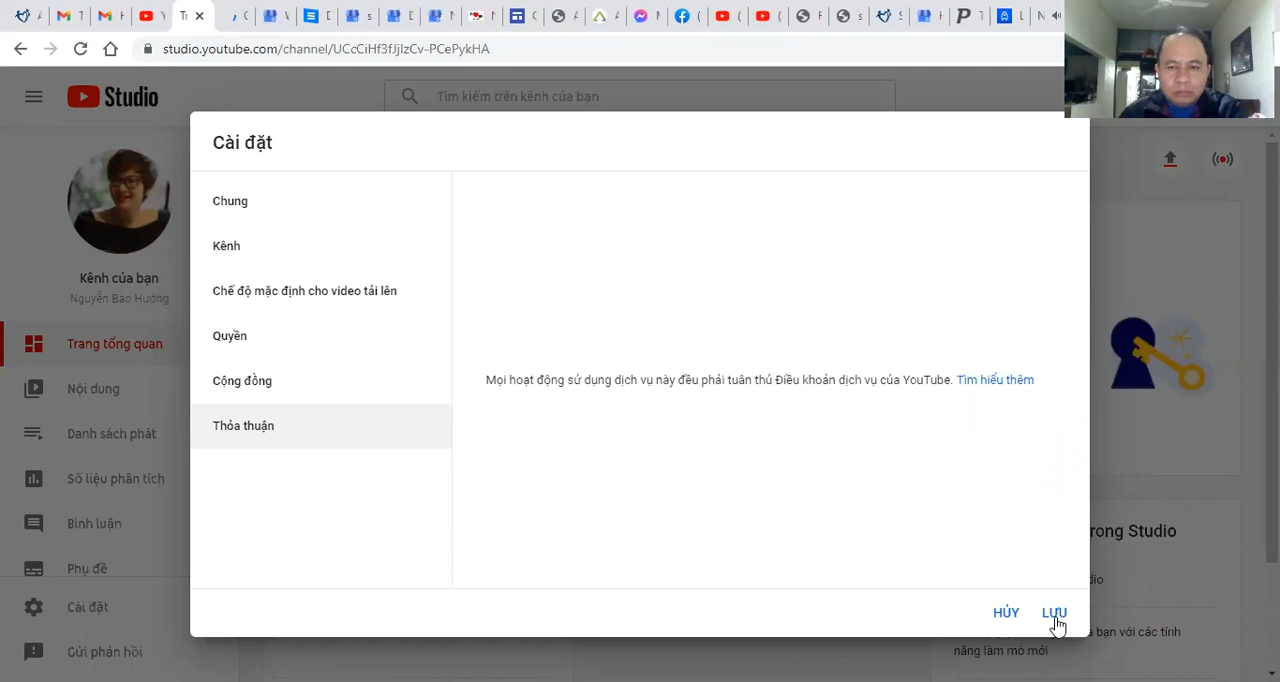 studio.youtube.com/channel/UCcCiHf3fJjlzCv-PCePykHA
Studio
Tìm kiếm trên kênh của bạn
Cài đặt
Chung
Kênh
Chế độ mặc định cho video tải lên
Quyền
Cộng đồng
Thỏa thuận
Mọi hoạt động sử dụng dịch vụ này đều phải tuân thủ Điều khoản dịch vụ của YouTube. Tìm hiểu thêm
HỦY LƯU
Kênh của bạn
Nguyễn Bảo Hường
Trang tổng quan
Nội dung
Danh sách phát
Số liệu phân tích
Bình luận
Phụ đề
Cài đặt
Gửi phản hồi
rong Studio
dio
a bạn với các tính
năng làm mờ mới